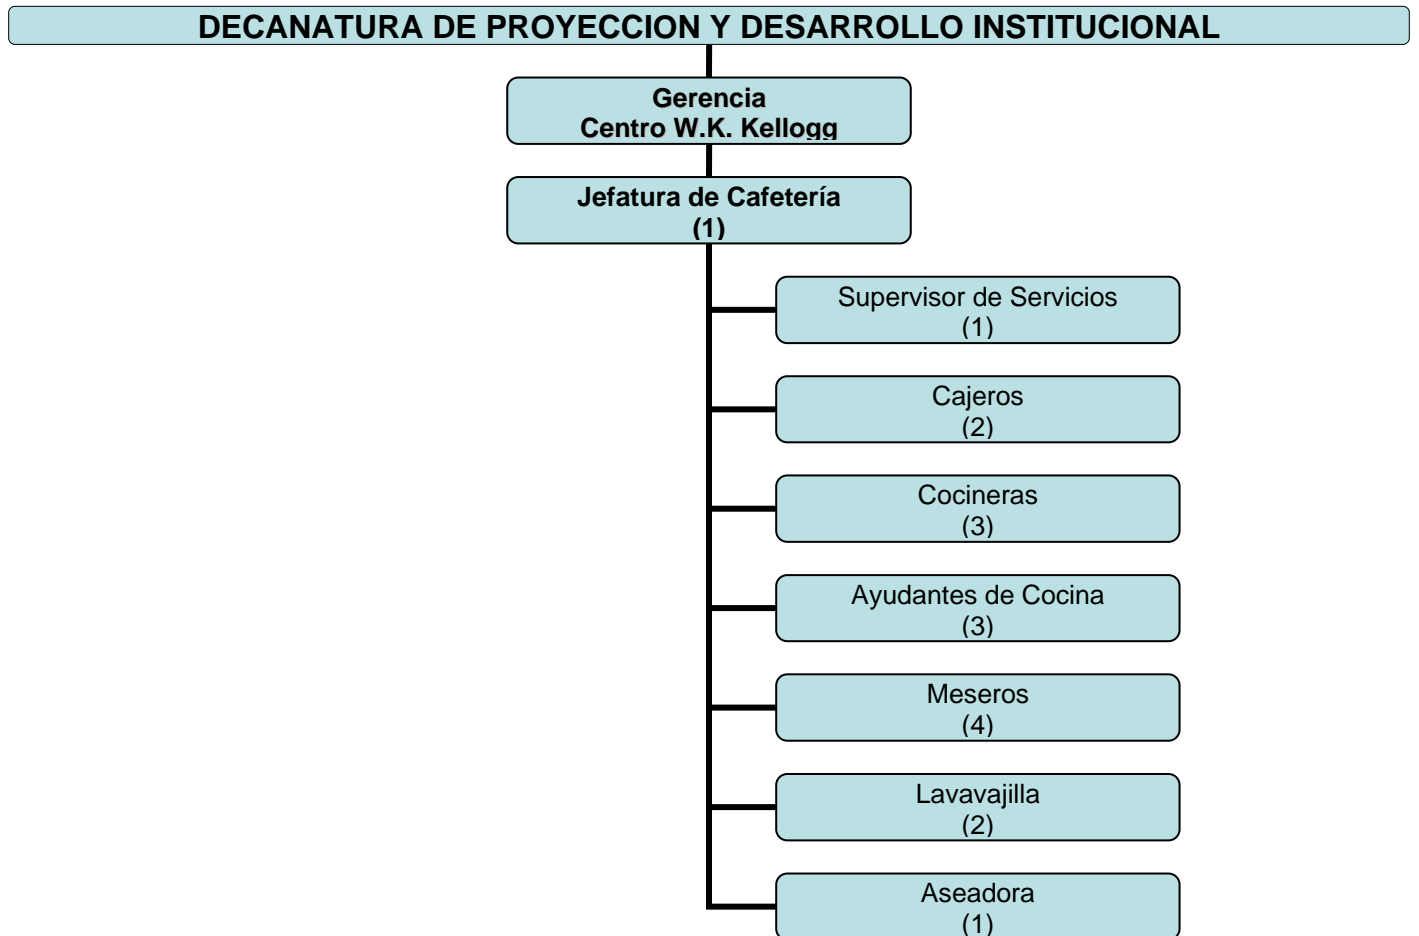 DECANATURA DE PROYECCION Y DESARROLLO INSTITUCIONAL
Gerencia
Centro W.K. Kellogg
Jefatura de Cafetería
(1)
Supervisor de Servicios
(1)
Cajeros
(2)
Cocineras
(3)
Ayudantes de Cocina
(3)
Meseros
(4)
Lavavajilla
(2)
Aseadora
(1)